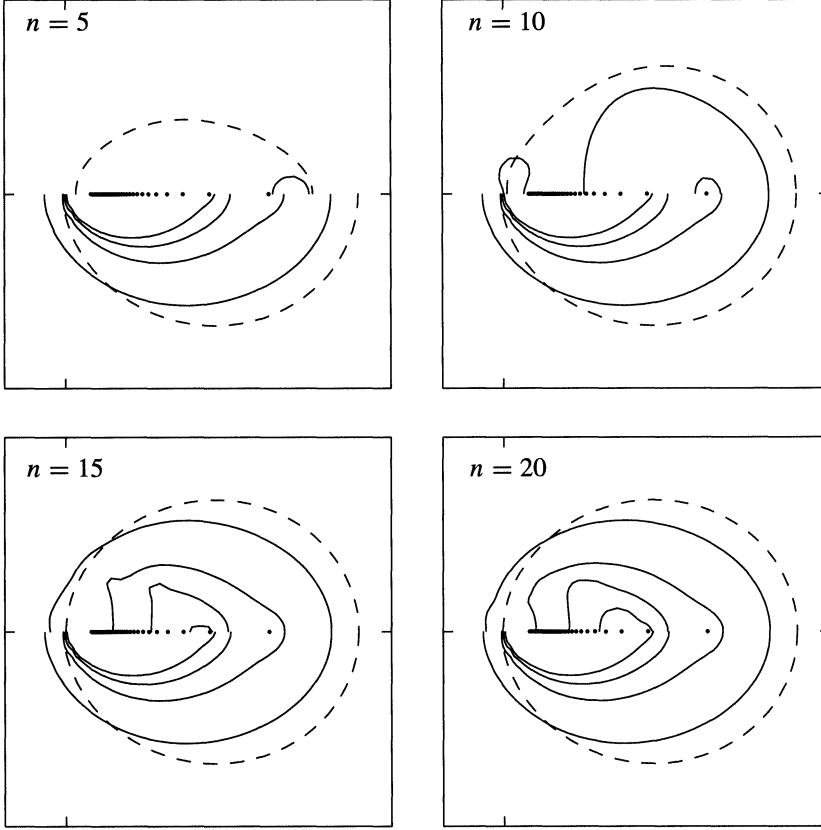 n = 5
n = 10
n = 15
n = 20